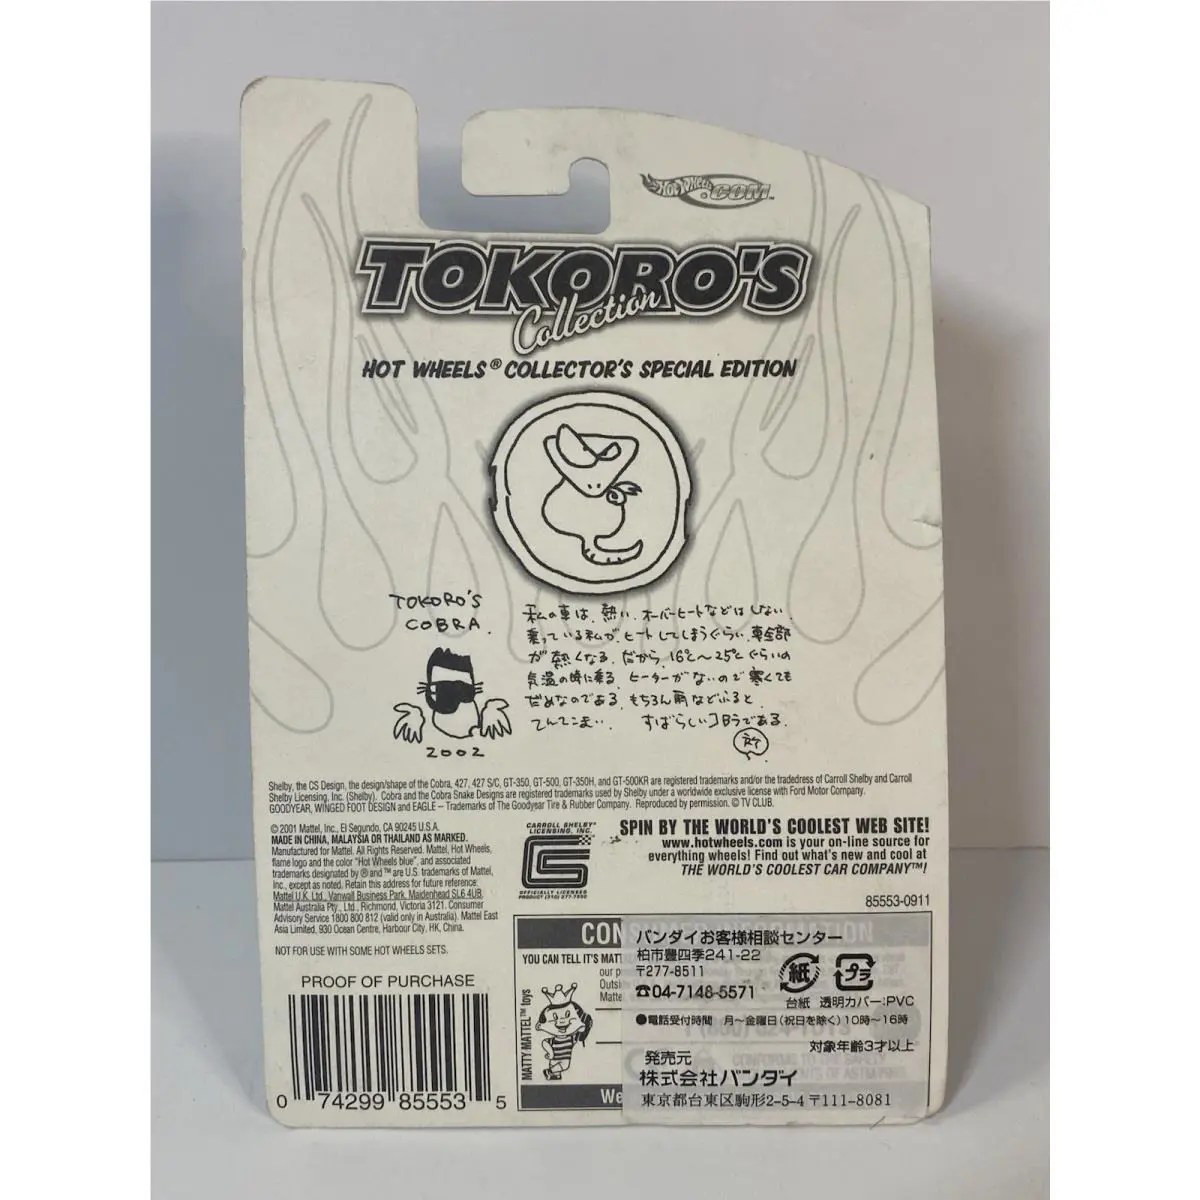 HOT WHEELS.COM™
TOKORO'S
Collection
HOT WHEELS® COLLECTOR'S SPECIAL EDITION
TOKORO'S
COBRA.
2002
私の車は、熱い、オーバーヒートなどはしない
乗っている私が、ヒートしてしまうぐらい、車全部
が熱くなる。だから、16℃〜25℃ぐらいの
気温の時に乗る、ヒーターがないので寒くても
だめなのである、もちろん雨などふると
てんてこまい、 すばらしいコブラである。
Shelby, the CS Design, the design/shape of the Cobra, 427, 427 S/C, GT-350, GT-500, GT-350H, and GT-500KR are registered trademarks and/or the tradedress of Carroll Shelby and Carroll
Shelby Licensing, Inc. (Shelby). Cobra and the Cobra Snake Designs are registered trademarks used by Shelby under a worldwide exclusive license with Ford Motor Company.
GOODYEAR, WINGED FOOT DESIGN and EAGLE – Trademarks of The Goodyear Tire & Rubber Company. Reproduced by permission. © TV CLUB.
© 2001 Mattel, Inc., El Segundo, CA 90245 U.S.A.
MADE IN CHINA, MALAYSIA OR THAILAND AS MARKED.
Manufactured for Mattel. All Rights Reserved. Mattel, Hot Wheels,
flame logo and the color "Hot Wheels blue", and associated
trademarks designated by ® and ™ are U.S. trademarks of Mattel,
Inc., except as noted. Retain this address for future reference:
Mattel U.K. Ltd., Vanwall Business Park, Maidenhead SL6 4UB.
Mattel Australia Pty., Ltd., Richmond, Victoria 3121. Consumer
Advisory Service 1800 800 812 (valid only in Australia). Mattel East
Asia Limited, 930 Ocean Centre, Harbour City, HK, China.
NOT FOR USE WITH SOME HOT WHEELS SETS.
CARROLL SHELBY
LICENSING, INC.
OFFICIALLY LICENSED
PRODUCT (310) 277-7500
SPIN BY THE WORLD'S COOLEST WEB SITE!
www.hotwheels.com is your on-line source for
everything wheels! Find out what's new and cool at
THE WORLD'S COOLEST CAR COMPANY™!
85553-0911
PROOF OF PURCHASE
0 74299 85553 5
YOU CAN TELL IT'S MATT
our p
Outsi
Matte
MATTY MATTEL™ toys
We
バンダイお客様相談センター
柏市豊四季241-22
〒277-8511
☎04-7148-5571
紙
プラ
台紙 透明カバー:PVC
●電話受付時間 月〜金曜日(祝日を除く)10時〜16時
対象年齢3才以上
発売元
株式会社バンダイ
東京都台東区駒形2-5-4 〒111-8081